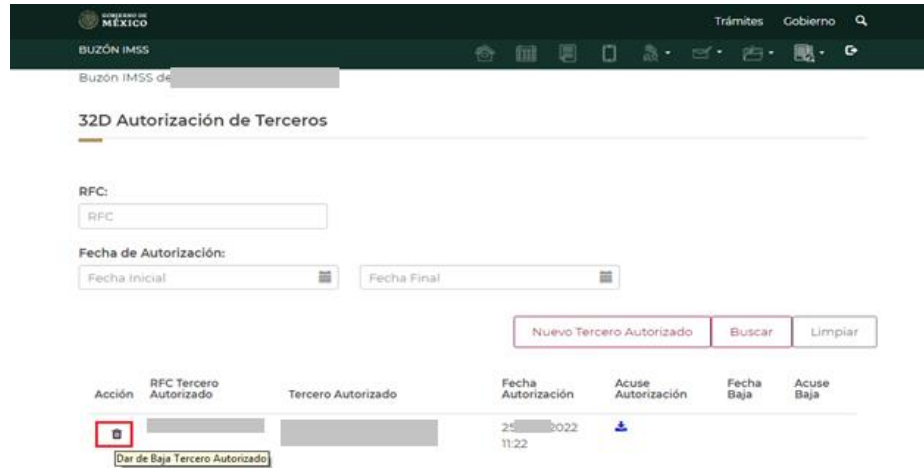 GOBIERNO DE
MÉXICO
Trámites Gobierno
BUZÓN IMSS
Buzón IMSS de
32D Autorización de Terceros
RFC:
RFC
Fecha de Autorización:
Fecha Inicial Fecha Final
Nuevo Tercero Autorizado Buscar Limpiar
Acción RFC Tercero Autorizado Tercero Autorizado Fecha Autorización Acuse Autorización Fecha Baja Acuse Baja
25 2022
11:22
Dar de Baja Tercero Autorizado